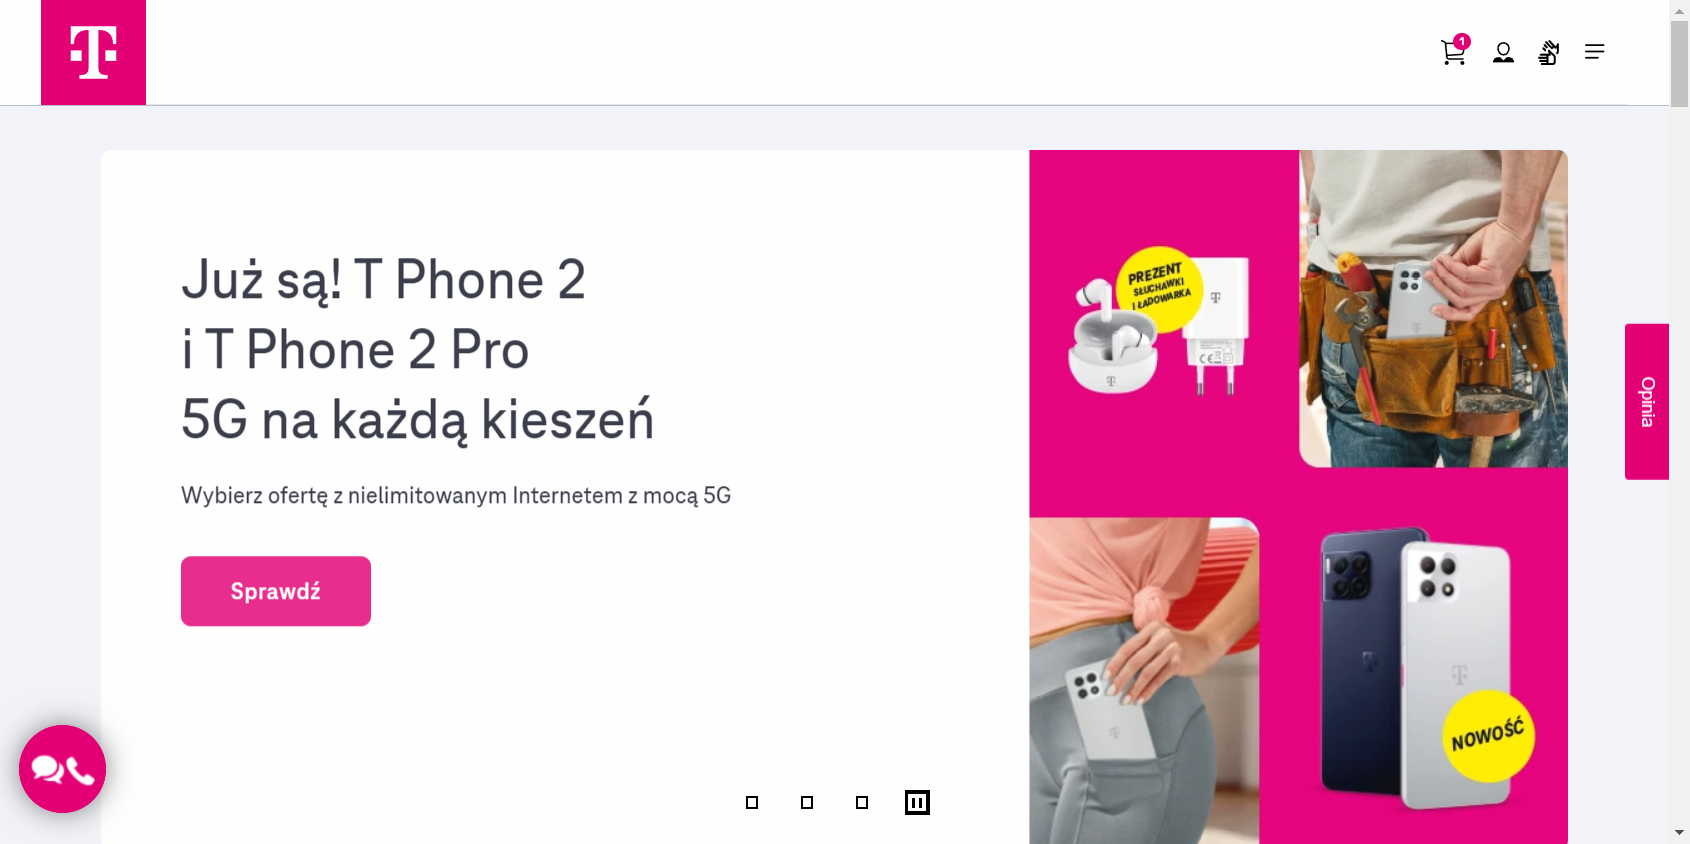 1
Już są! T Phone 2
i T Phone 2 Pro
5G na każdą kieszeń
Wybierz ofertę z nielimitowanym Internetem z mocą 5G
Sprawdź
PREZENT
SŁUCHAWKI
I ŁADOWARKA
NOWOŚĆ
Opinia